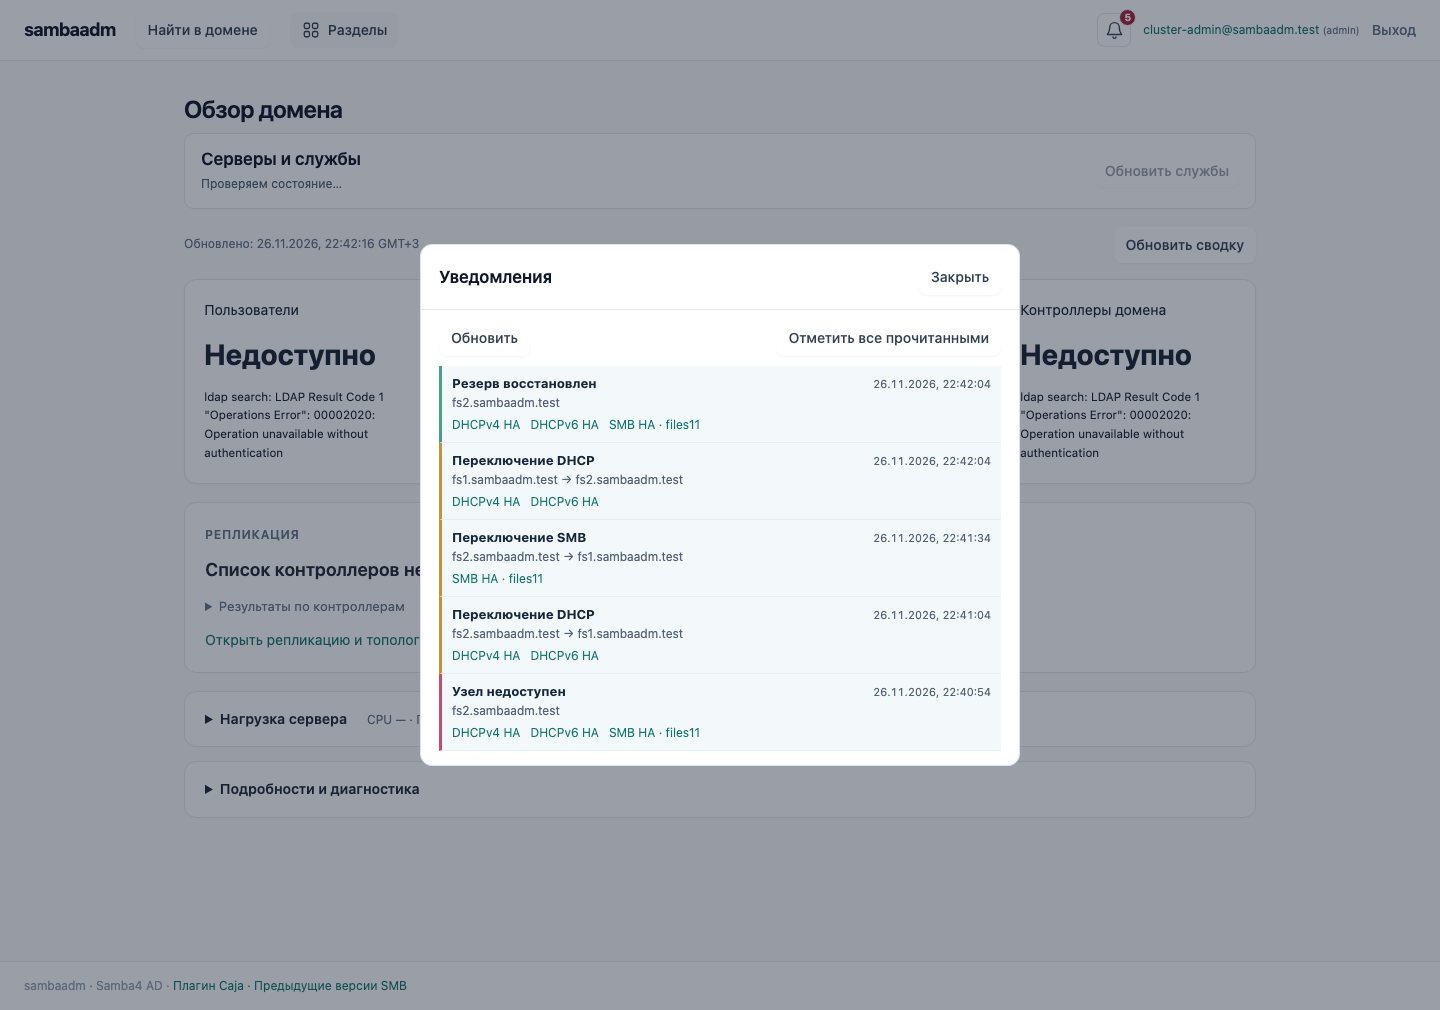 sambaadm
Найти в домене
Разделы
5
cluster-admin@sambaadm.test (admin)
Выход
Обзор домена
Серверы и службы
Проверяем состояние...
Обновить службы
Обновлено: 26.11.2026, 22:42:16 GMT+3
Обновить сводку
Пользователи
Недоступно
ldap search: LDAP Result Code 1
"Operations Error": 00002020:
Operation unavailable without
authentication
Контроллеры домена
Недоступно
ldap search: LDAP Result Code 1
"Operations Error": 00002020:
Operation unavailable without
authentication
РЕПЛИКАЦИЯ
Список контроллеров не
Результаты по контроллерам
Открыть репликацию и тополог
Нагрузка сервера
CPU — ·
Подробности и диагностика
Уведомления
Закрыть
Обновить
Отметить все прочитанными
Резерв восстановлен 26.11.2026, 22:42:04
fs2.sambaadm.test
DHCPv4 HA DHCPv6 HA SMB HA · files11
Переключение DHCP 26.11.2026, 22:42:04
fs1.sambaadm.test → fs2.sambaadm.test
DHCPv4 HA DHCPv6 HA
Переключение SMB 26.11.2026, 22:41:34
fs2.sambaadm.test → fs1.sambaadm.test
SMB HA · files11
Переключение DHCP 26.11.2026, 22:41:04
fs2.sambaadm.test → fs1.sambaadm.test
DHCPv4 HA DHCPv6 HA
Узел недоступен 26.11.2026, 22:40:54
fs2.sambaadm.test
DHCPv4 HA DHCPv6 HA SMB HA · files11
sambaadm · Samba4 AD · Плагин Caja · Предыдущие версии SMB